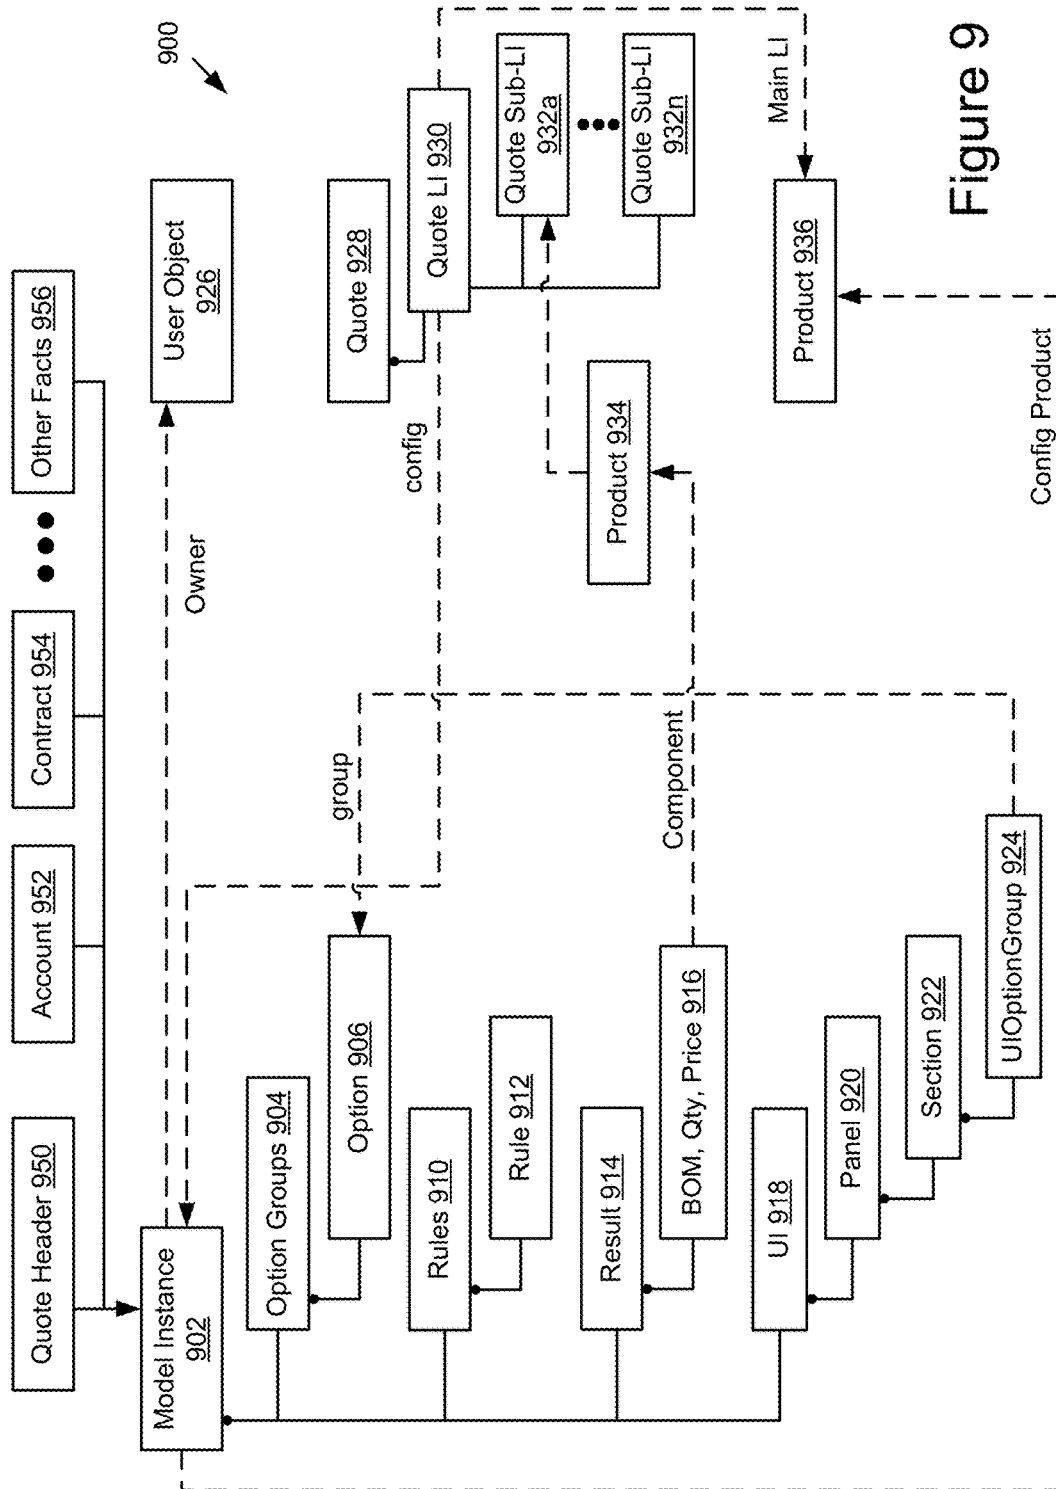 900
Quote Header 950
Account 952
Contract 954
Other Facts 956
Model Instance
902
Owner
User Object
926
Option Groups 904
Option 906
group
config
Quote 928
Quote LI 930
Rules 910
Rule 912
Quote Sub-LI
932a
Quote Sub-LI
932n
Result 914
BOM, Qty, Price 916
Component
Product 934
Main LI
Product 936
UI 918
Panel 920
Section 922
UIOptionGroup 924
Config Product
Figure 9